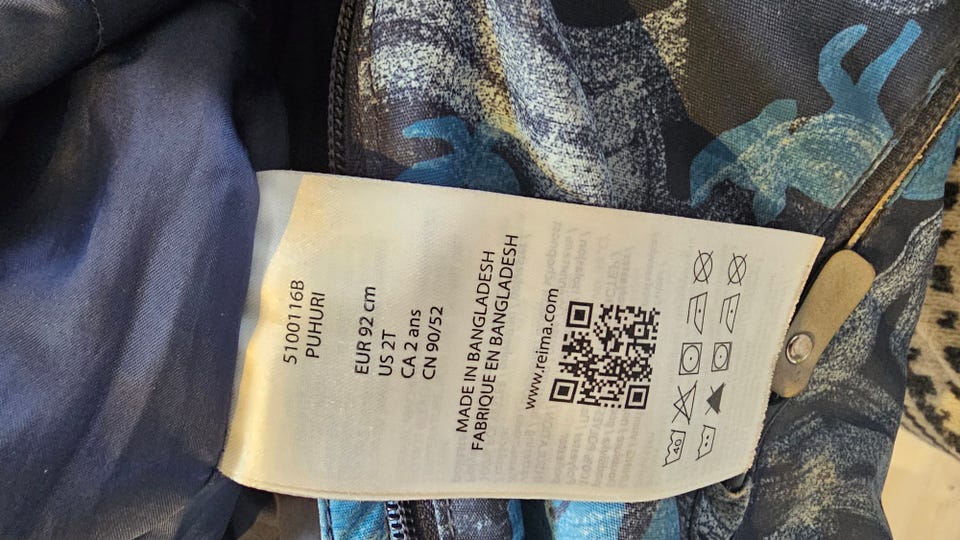 5100116B
PUHURI
EUR 92 cm
US 2T
CA 2 ans
CN 90/52
MADE IN BANGLADESH
FABRIQUE EN BANGLADESH
www.reima.com
40